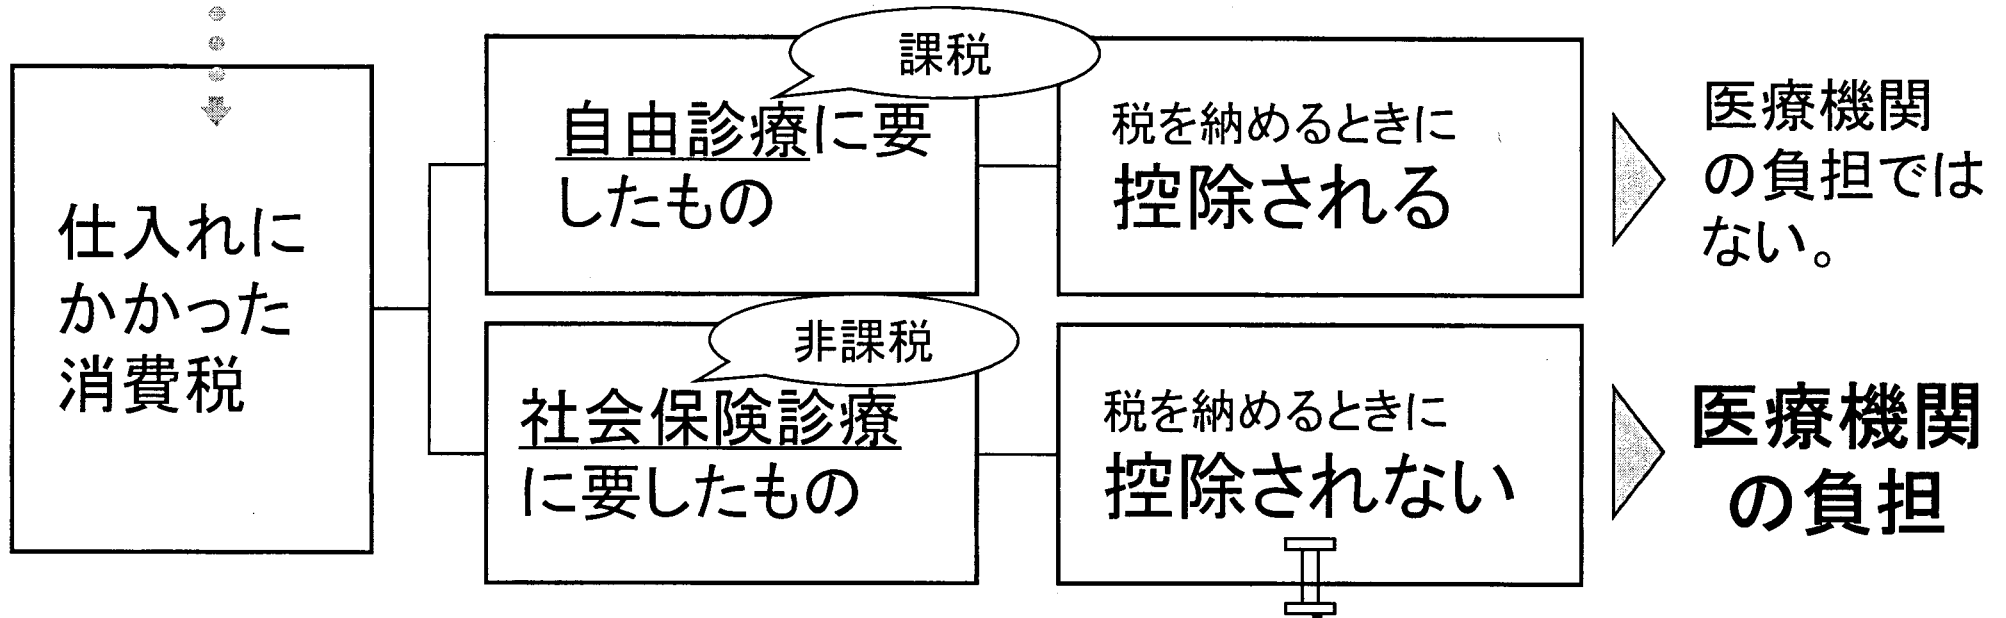 仕入れに
かかった
消費税
課税
自由診療に要
したもの
税を納めるときに
控除される
医療機関
の負担では
ない。
非課税
社会保険診療
に要したもの
税を納めるときに
控除されない
医療機関
の負担